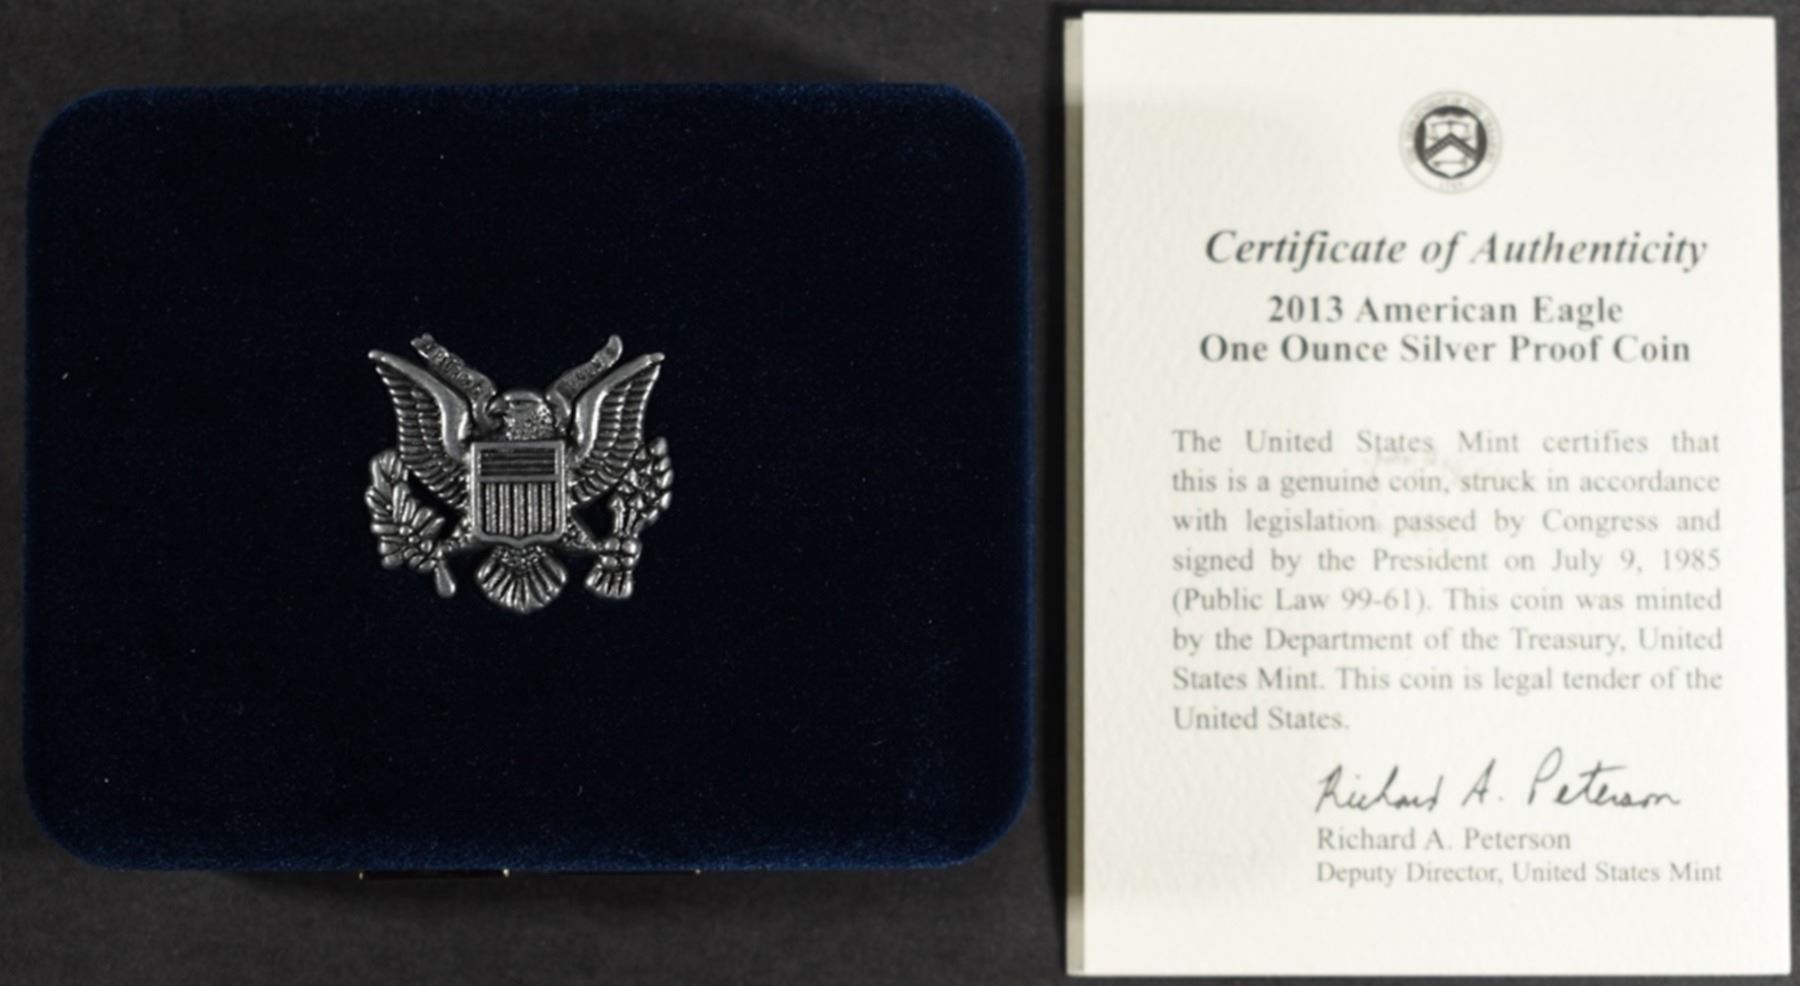 Certificate of Authenticity
2013 American Eagle
One Ounce Silver Proof Coin
The United States Mint certifies that
this is a genuine coin, struck in accordance
with legislation passed by Congress and
signed by the President on July 9, 1985
(Public Law 99-61). This coin was minted
by the Department of the Treasury, United
States Mint. This coin is legal tender of the
United States.
Richard A. Peterson
Richard A. Peterson
Deputy Director, United States Mint